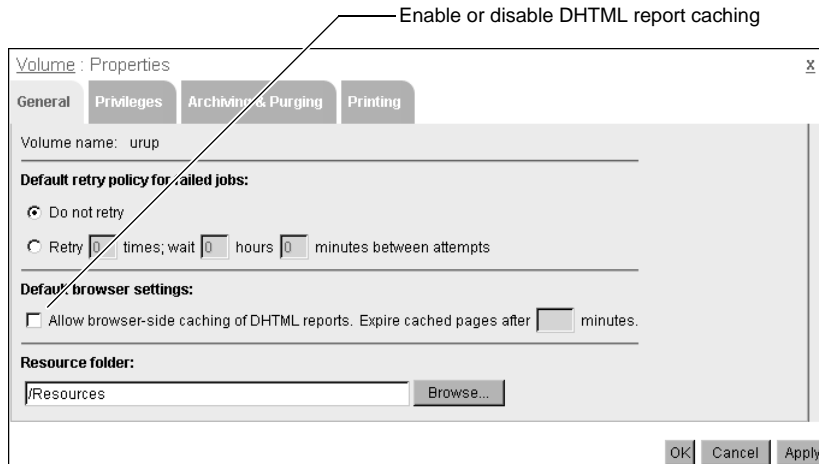 Enable or disable DHTML report caching
Volume : Properties x
General Privileges Archiving & Purging Printing
Volume name: urup
Default retry policy for failed jobs:
Do not retry
Retry 0 times; wait 0 hours 0 minutes between attempts
Default browser settings:
Allow browser-side caching of DHTML reports. Expire cached pages after minutes.
Resource folder:
/Resources Browse...
OK Cancel Apply